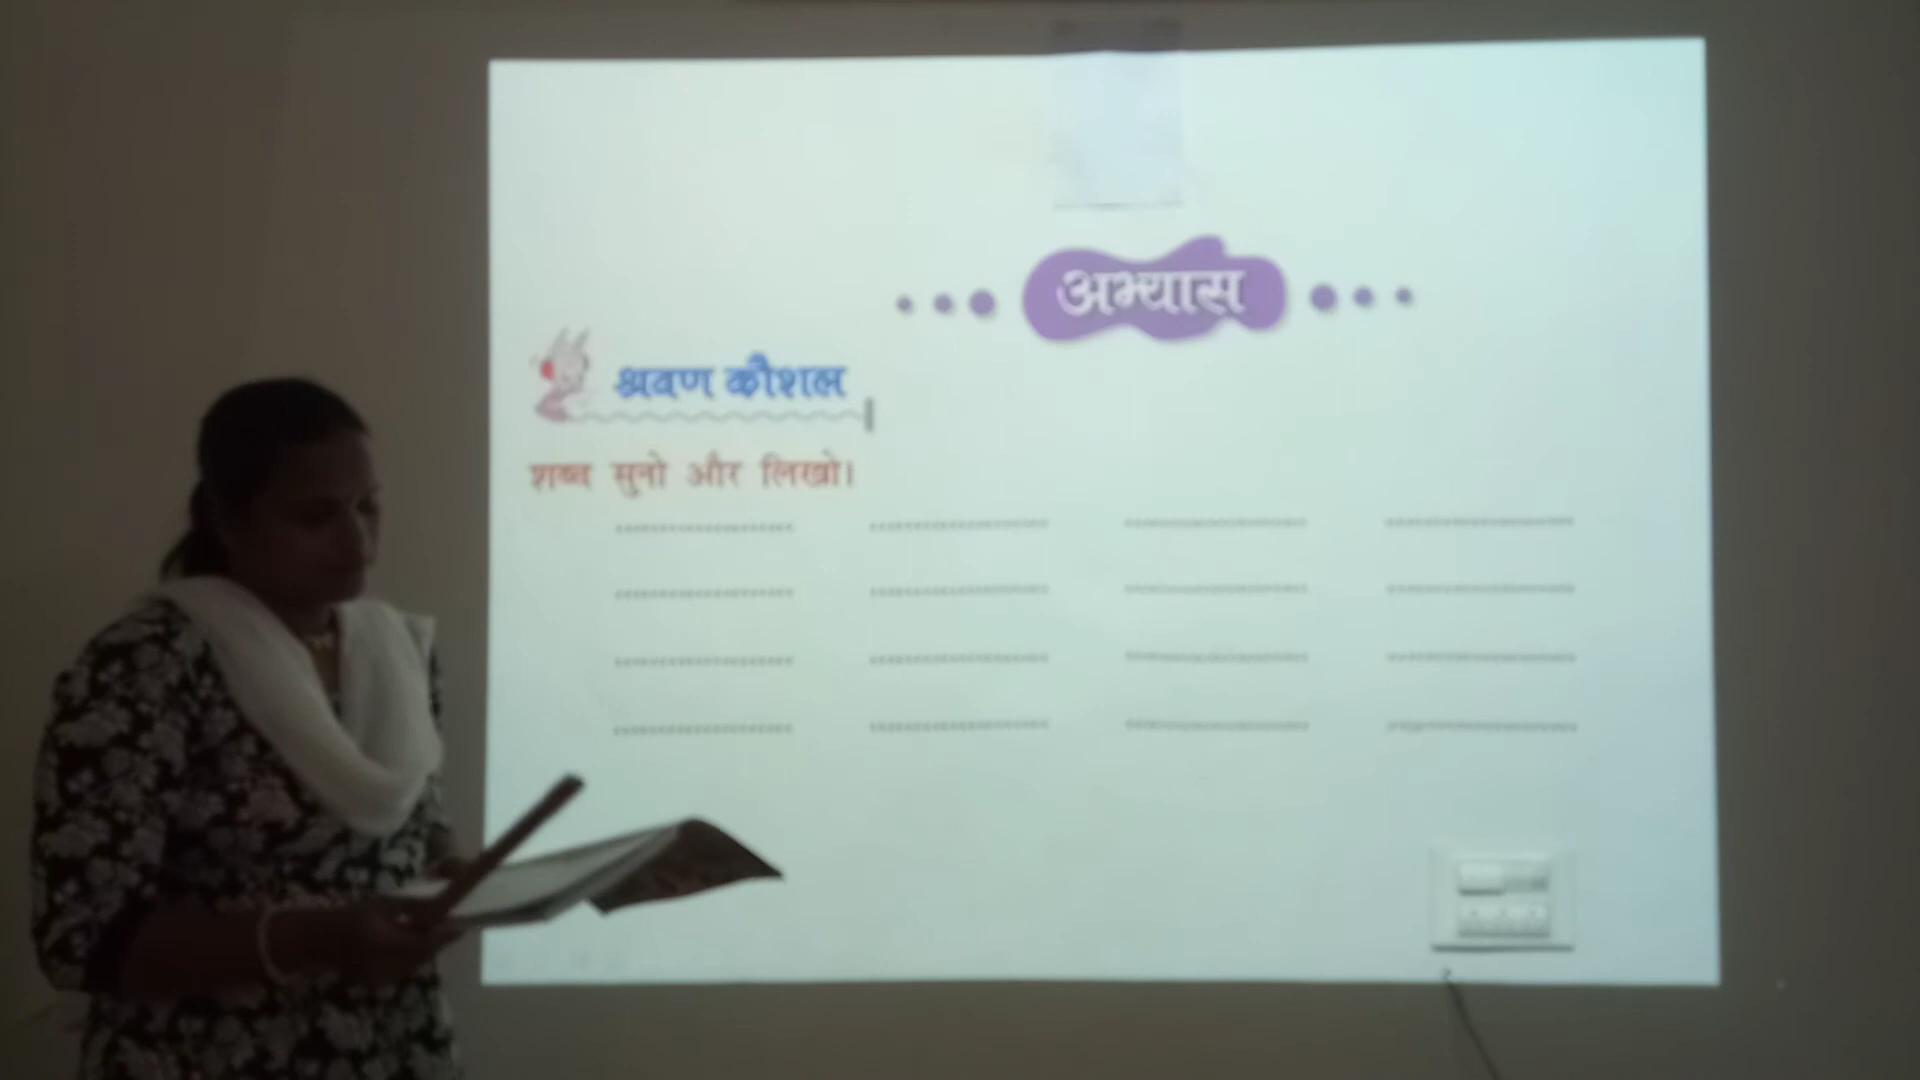 अभ्यास
श्रवण कौशल
शब्द सुनो और लिखो।